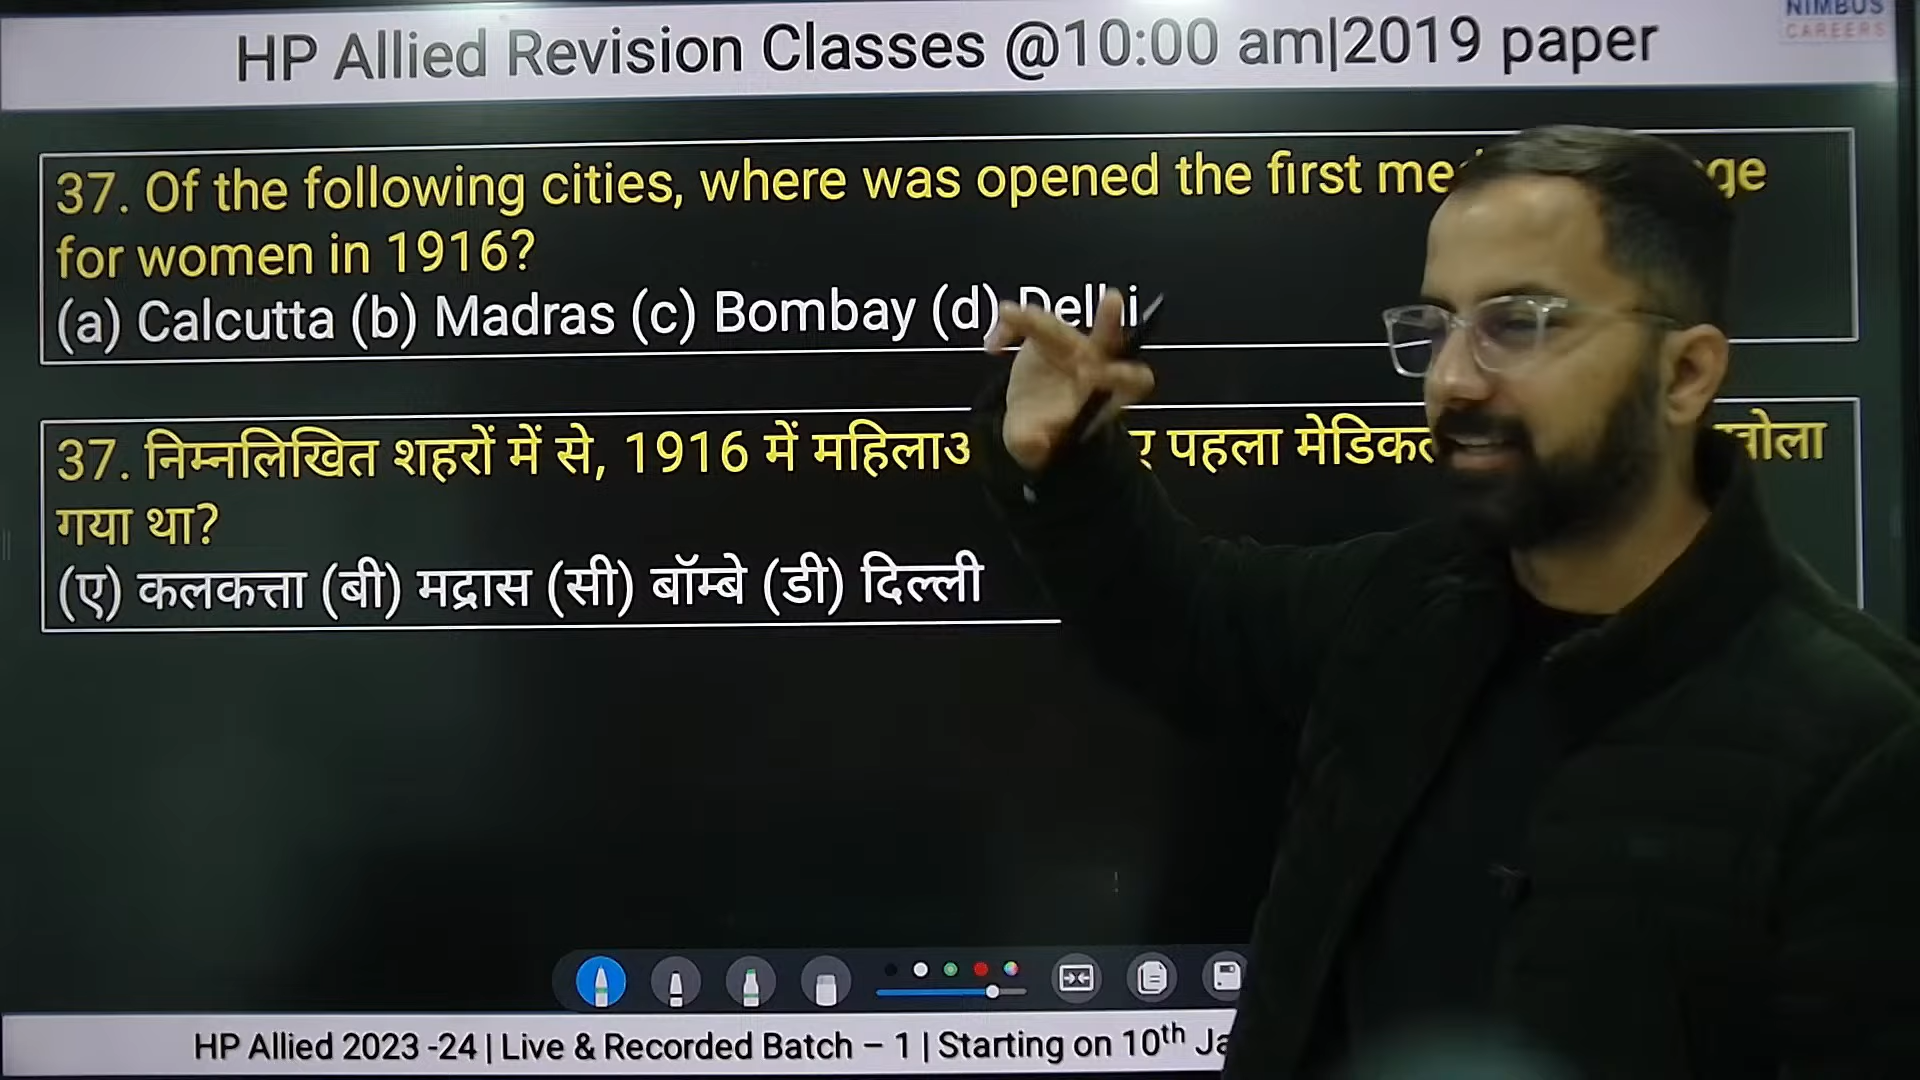 NIMBUS
CAREERS
HP Allied Revision Classes @10:00 am|2019 paper
37. Of the following cities, where was opened the first
for women in 1916?
(a) Calcutta (b) Madras (c) Bombay (d) Delhi
37. निम्नलिखित शहरों में से, 1916 में पहला
गया था?
(ए) कलकत्ता (बी) मद्रास (सी) बॉम्बे (डी) दिल्ली
HP Allied 2023 -24 | Live & Recorded Batch – 1 | Starting on 10th